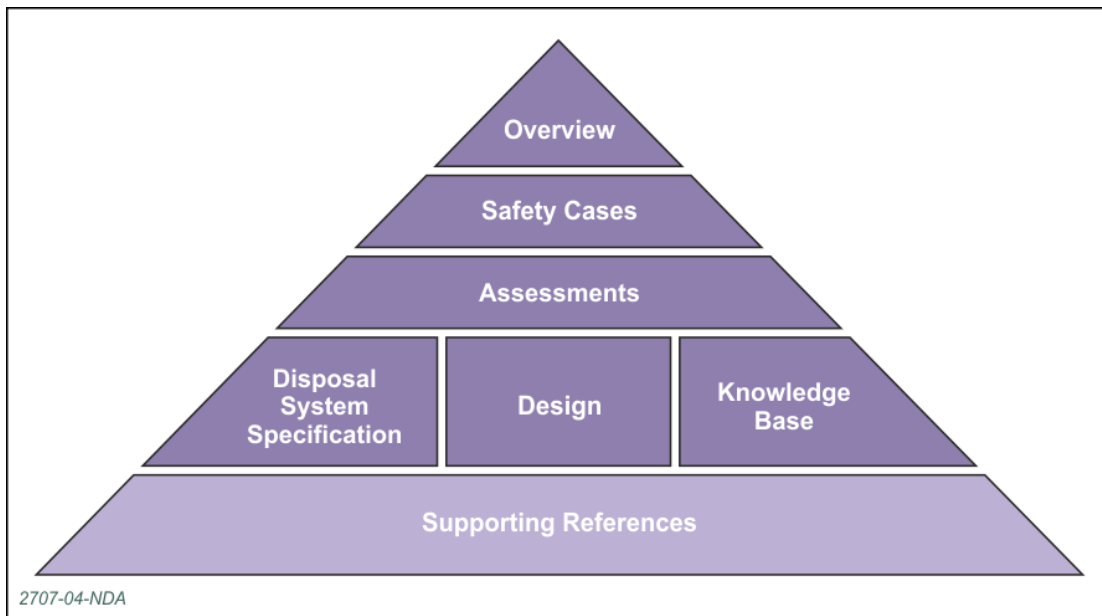 Overview
Safety Cases
Assessments
Disposal
System
Specification
Design
Knowledge
Base
Supporting References
2707-04-NDA